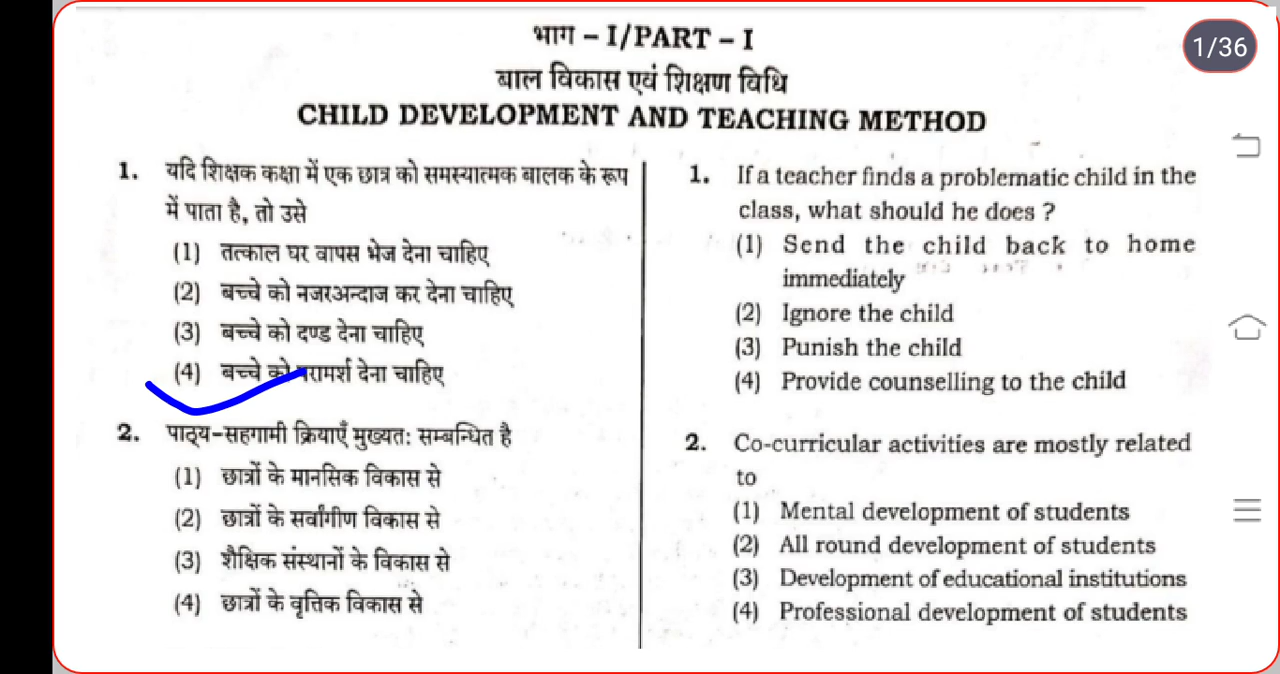 भाग – I/PART – I
बाल विकास एवं शिक्षण विधि
CHILD DEVELOPMENT AND TEACHING METHOD
1/36
1. यदि शिक्षक कक्षा में एक छात्र को समस्यात्मक बालक के रूप
में पाता है, तो उसे
(1) तत्काल घर वापस भेज देना चाहिए
(2) बच्चे को नजरअन्दाज कर देना चाहिए
(3) बच्चे को दण्ड देना चाहिए
(4) बच्चे को परामर्श देना चाहिए
2. पाठ्य-सहगामी क्रियाएँ मुख्यत: सम्बन्धित है
(1) छात्रों के मानसिक विकास से
(2) छात्रों के सर्वांगीण विकास से
(3) शैक्षिक संस्थानों के विकास से
(4) छात्रों के वृत्तिक विकास से
1. If a teacher finds a problematic child in the
class, what should he does ?
(1) Send the child back to home
immediately
(2) Ignore the child
(3) Punish the child
(4) Provide counselling to the child
2. Co-curricular activities are mostly related
to
(1) Mental development of students
(2) All round development of students
(3) Development of educational institutions
(4) Professional development of students